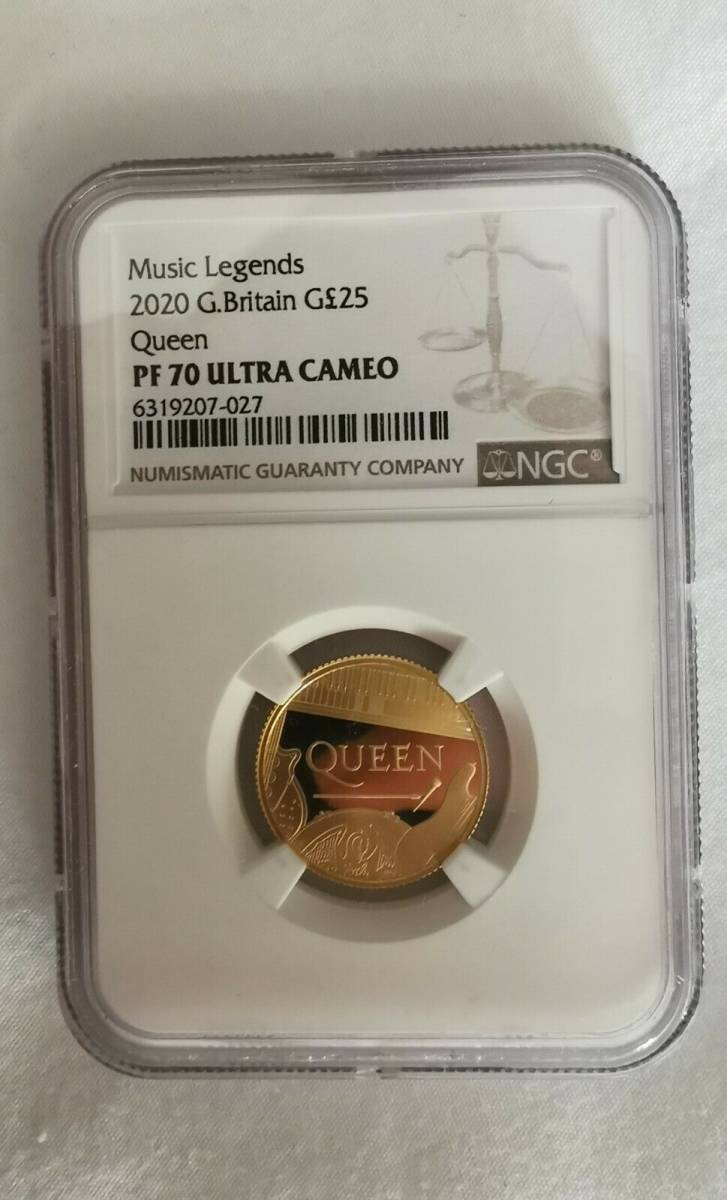 Music Legends
2020 G.Britain G£25
Queen
PF 70 ULTRA CAMEO
6319207-027
NUMISMATIC GUARANTY COMPANY NGC®
QUEEN